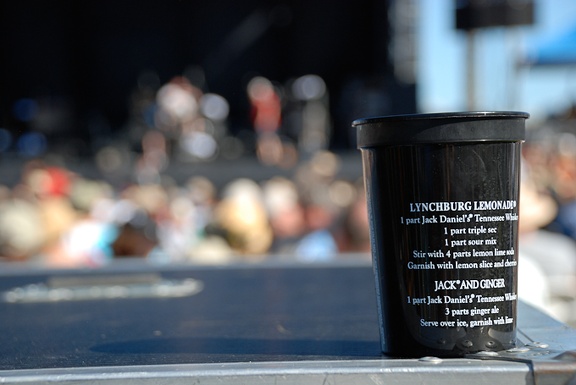 LYNCHBURG LEMONADE®
1 part Jack Daniel's® Tennessee
1 part triple sec
1 part sour mix
Stir with 4 parts lemon lime soda
Garnish with lemon slice and
JACK® AND GINGER
1 part Jack Daniel's® Tennessee
3 parts ginger ale
Serve over ice, garnish with lime